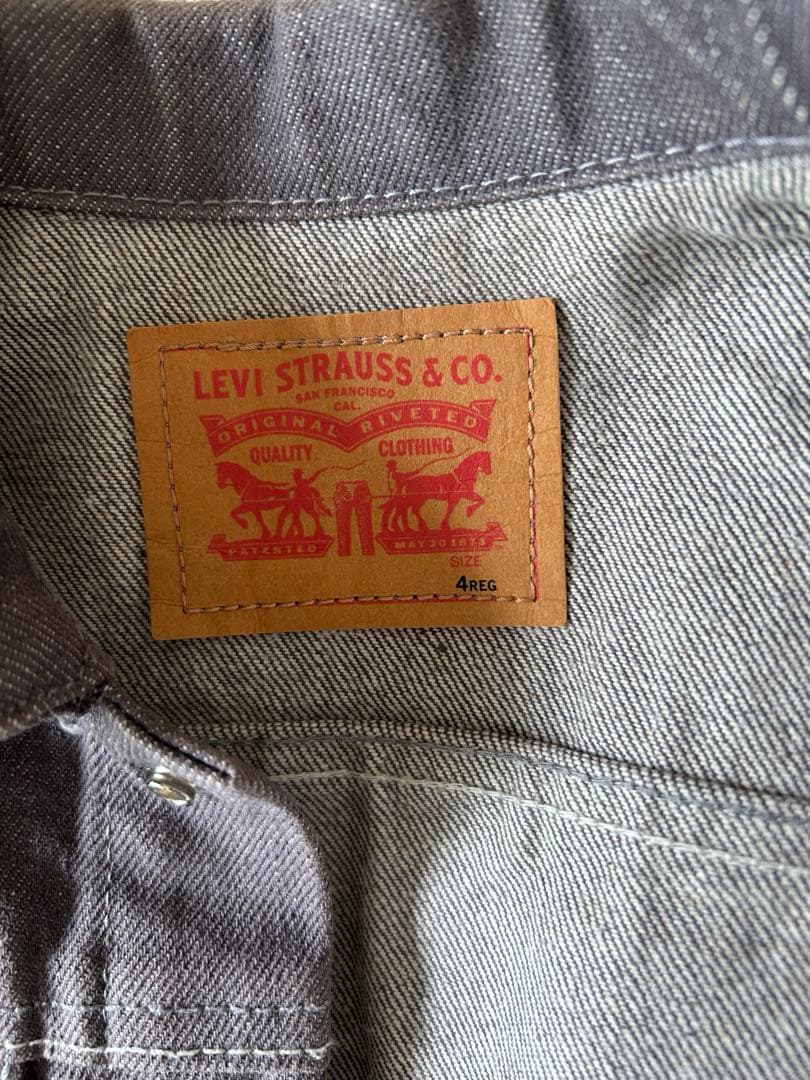 LEVI STRAUSS & CO.
SAN FRANCISCO
CAL.
ORIGINAL RIVETED
QUALITY CLOTHING
PATENTED MAY 20 1873
SIZE
4REG